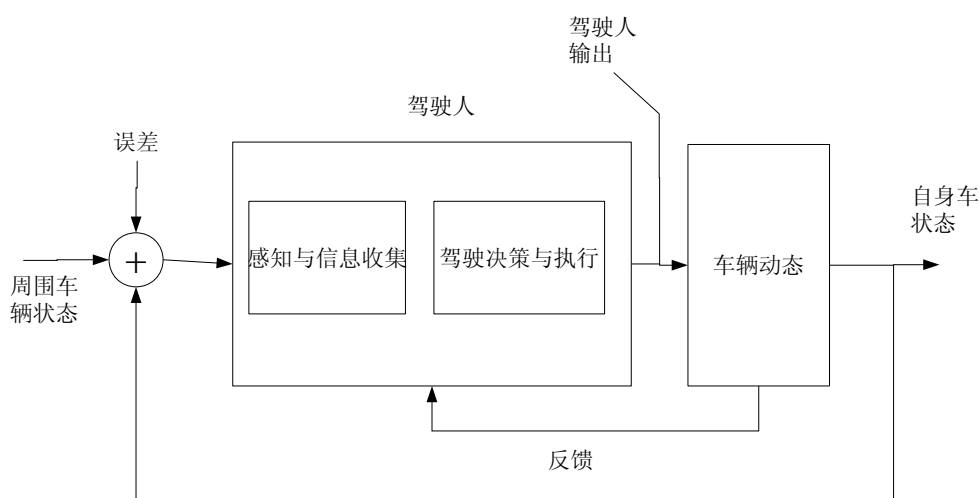 驾驶人
输出
驾驶人
误差
自身车
状态
+
感知与信息收集
驾驶决策与执行
车辆动态
周围车
辆状态
反馈